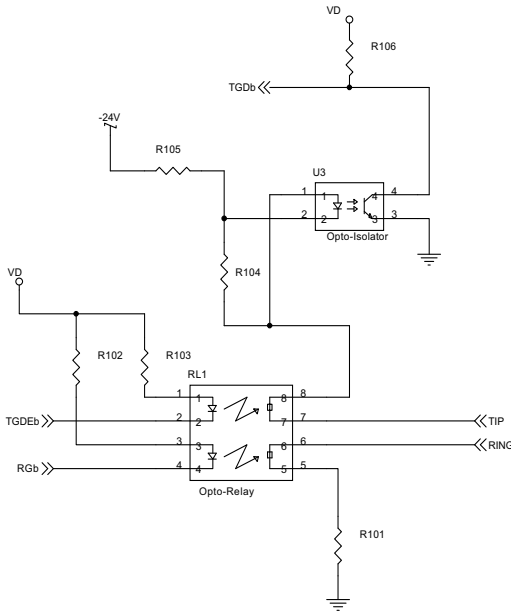 VD
R106
TGDb
-24V
R105
U3
1 1 4 4
2 2 3 3
Opto-Isolator
R104
VD
R102 R103
RL1
1 1 8 8
TGDEb 2 2 7 7 TIP
3 3 6 6 RING
RGb 4 4 5 5
Opto-Relay
R101